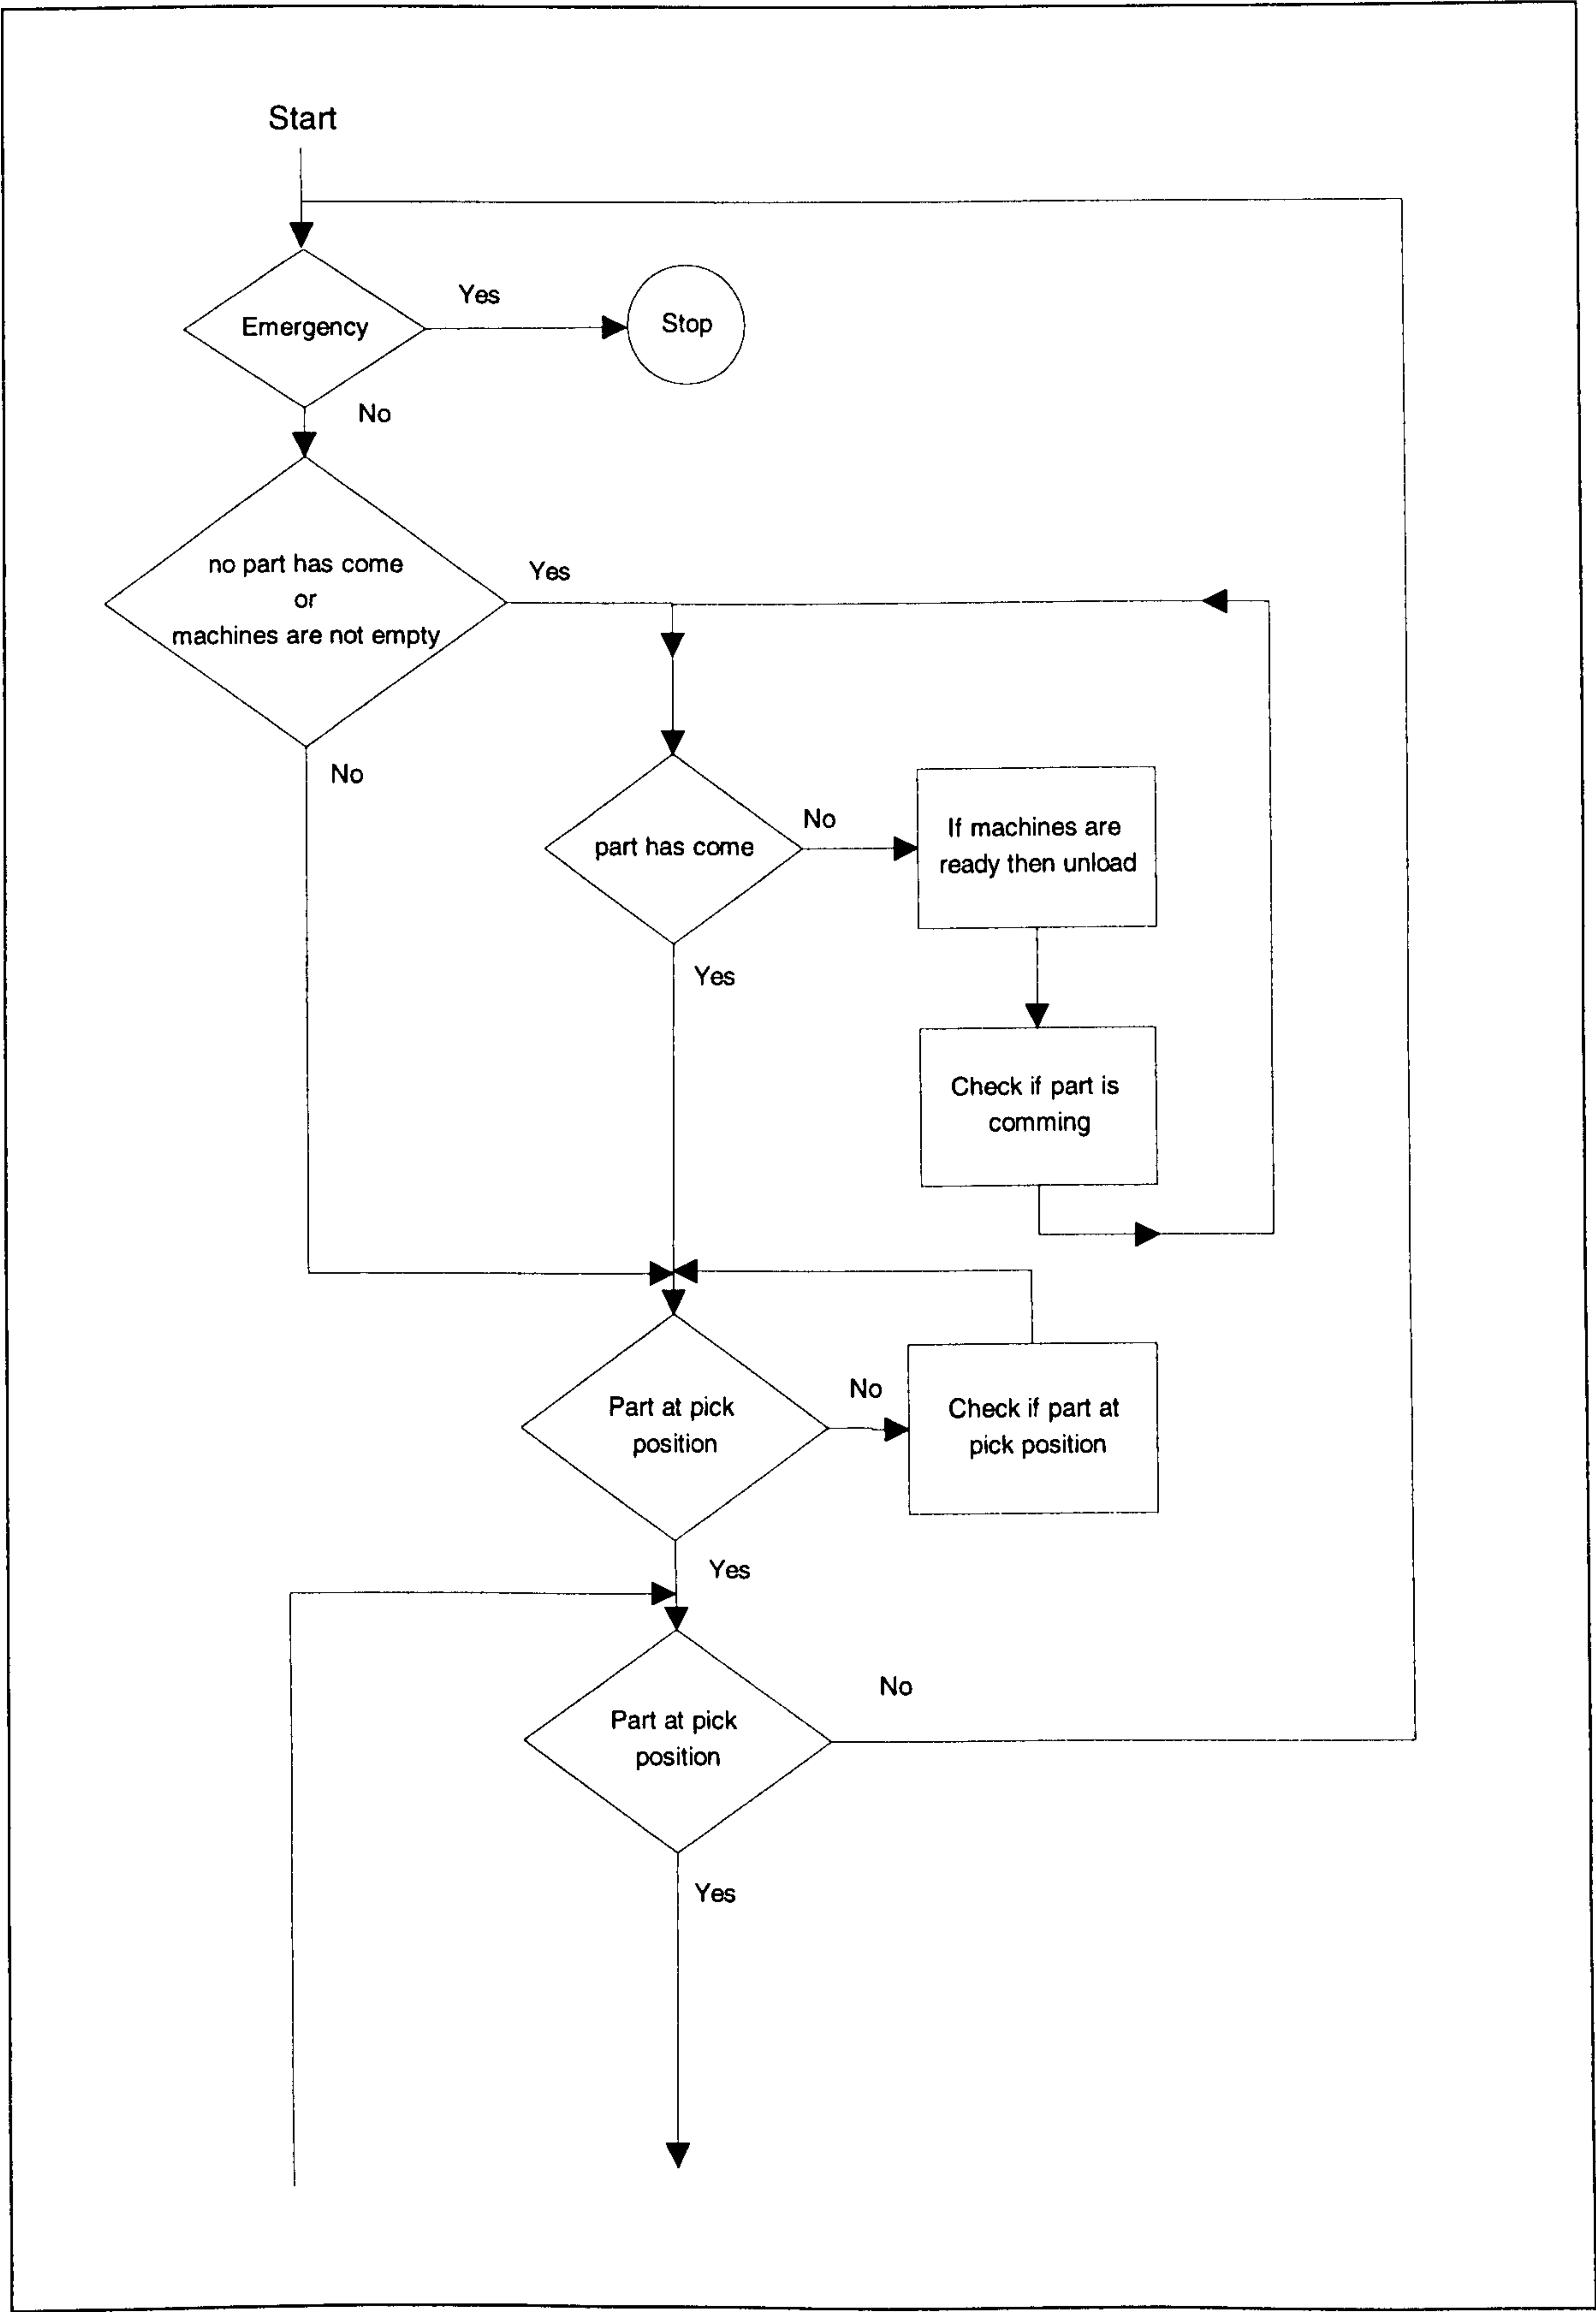 Start
Emergency
Yes
Stop
No
no part has come
or
machines are not empty
Yes
No
part has come
No
If machines are
ready then unload
Yes
Check if part is
comming
Part at pick
position
No
Check if part at
pick position
Yes
Part at pick
position
No
Yes